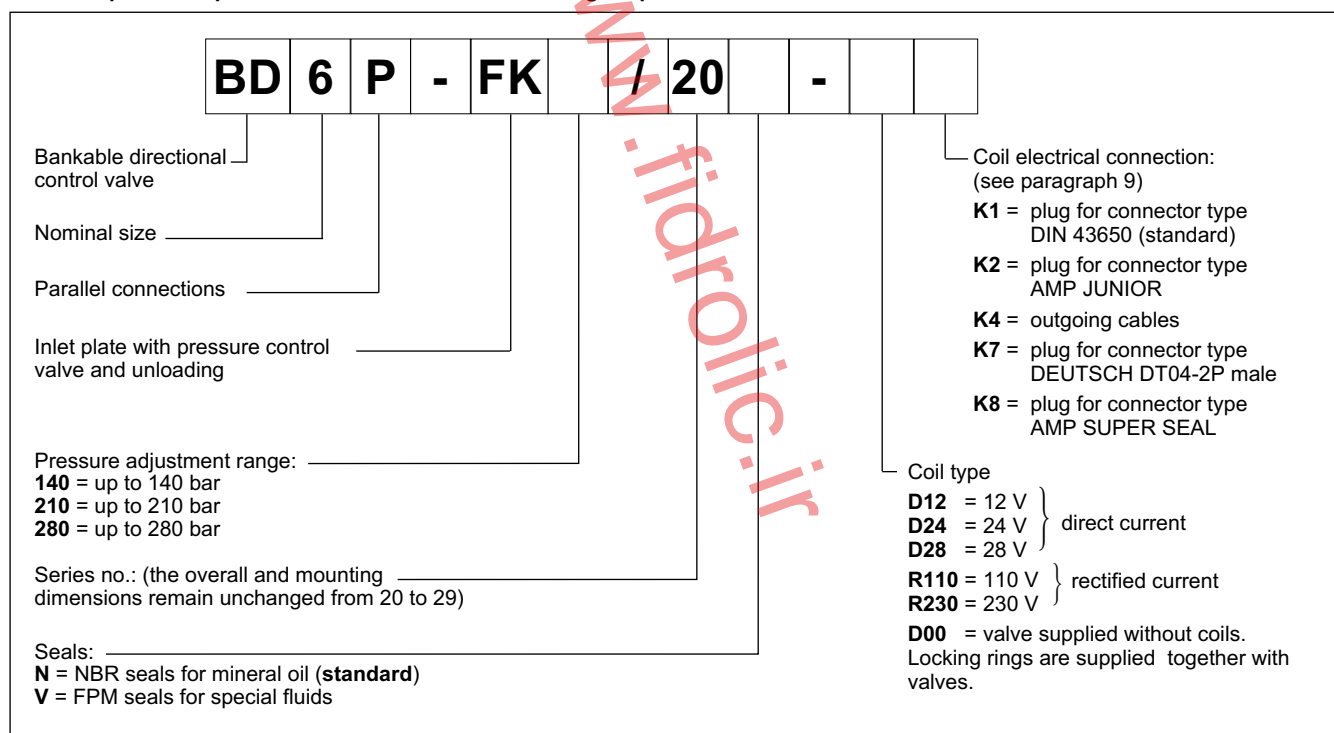 BD 6 P - FK / 20 -
Bankable directional
control valve
Nominal size
Parallel connections
Inlet plate with pressure control
valve and unloading
Pressure adjustment range:
140 = up to 140 bar
210 = up to 210 bar
280 = up to 280 bar
Series no.: (the overall and mounting
dimensions remain unchanged from 20 to 29)
Seals:
N = NBR seals for mineral oil (standard)
V = FPM seals for special fluids
Coil electrical connection:
(see paragraph 9)
K1 = plug for connector type
DIN 43650 (standard)
K2 = plug for connector type
AMP JUNIOR
K4 = outgoing cables
K7 = plug for connector type
DEUTSCH DT04-2P male
K8 = plug for connector type
AMP SUPER SEAL
Coil type
D12 = 12 V
D24 = 24 V } direct current
D28 = 28 V
R110 = 110 V } rectified current
R230 = 230 V
D00 = valve supplied without coils.
Locking rings are supplied together with
valves.
w.fidrolic.ir